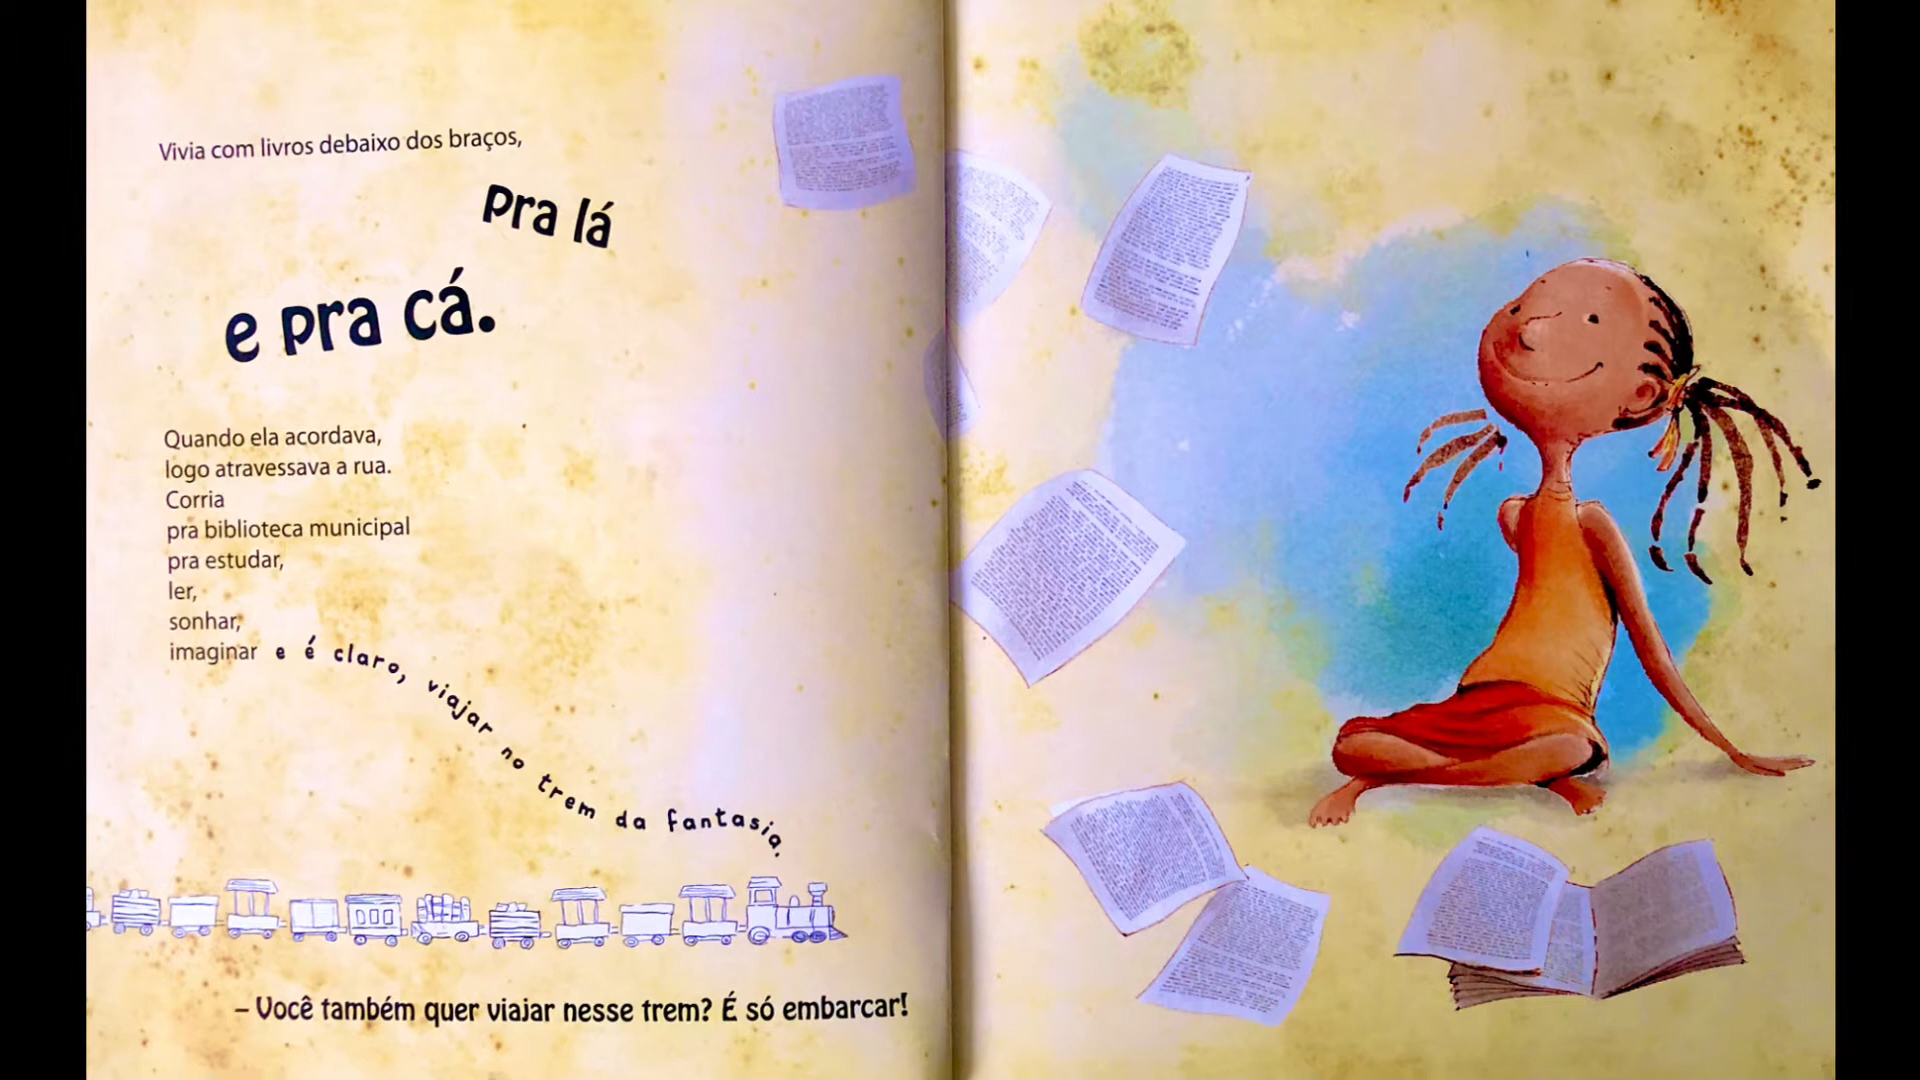 Vivia com livros debaixo dos braços,
pra lá
e pra cá.
Quando ela acordava,
logo atravessava a rua.
Corria
pra biblioteca municipal
pra estudar,
ler,
sonhar,
imaginar e é claro, viajar no trem da fantasia.
– Você também quer viajar nesse trem? É só embarcar!